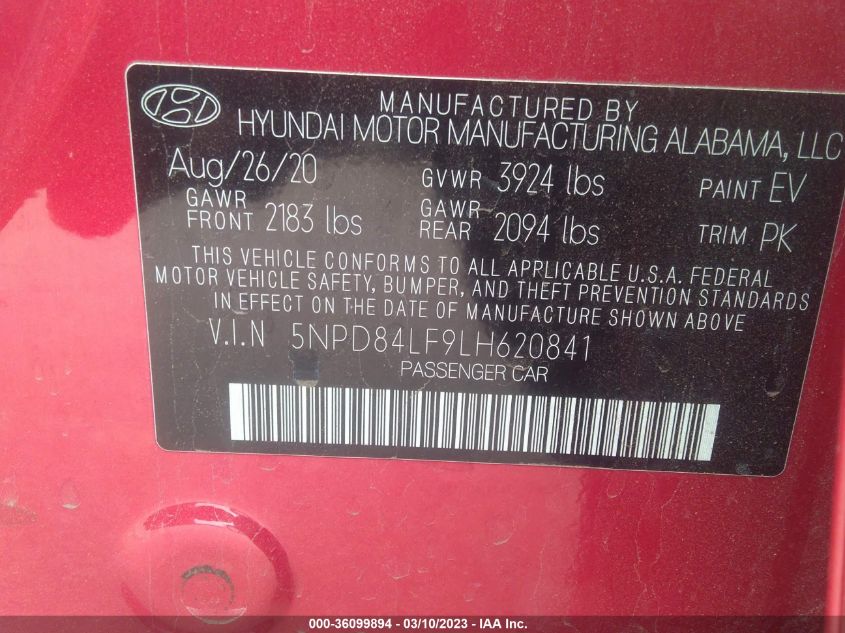 MANUFACTURED BY
HYUNDAI MOTOR MANUFACTURING ALABAMA, LLC
Aug/26/20 GVWR 3924 lbs PAINT EV
GAWR FRONT 2183 lbs GAWR REAR 2094 lbs TRIM PK
THIS VEHICLE CONFORMS TO ALL APPLICABLE U.S.A. FEDERAL
MOTOR VEHICLE SAFETY, BUMPER, AND THEFT PREVENTION STANDARDS
IN EFFECT ON THE DATE OF MANUFACTURE SHOWN ABOVE
V.I.N 5NPD84LF9LH620841
PASSENGER CAR
000-36099894 — 03/10/2023 — IAA Inc.